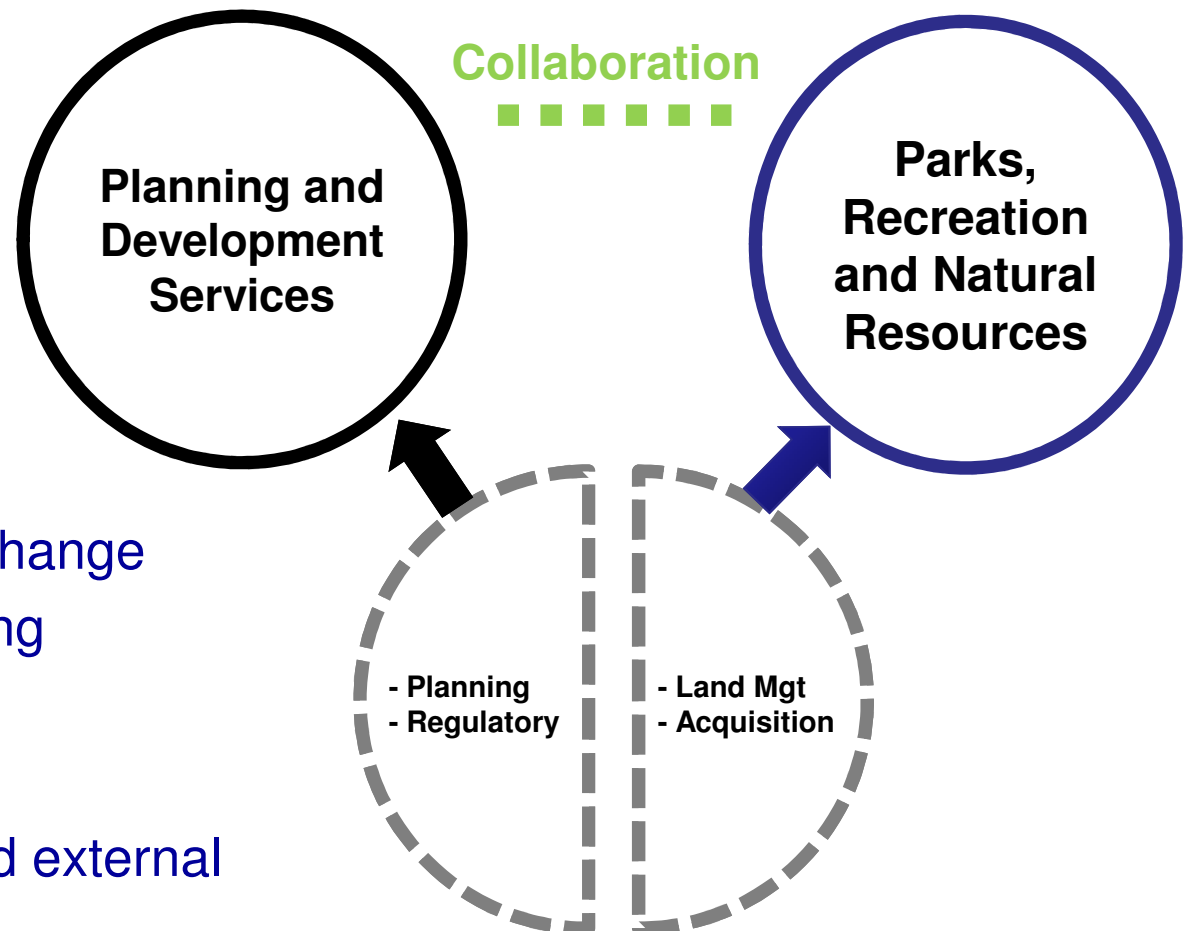 Collaboration
Planning and
Development
Services
Parks,
Recreation
and Natural
Resources
hange
ng
- Planning
- Regulatory
- Land Mgt
- Acquisition
d external